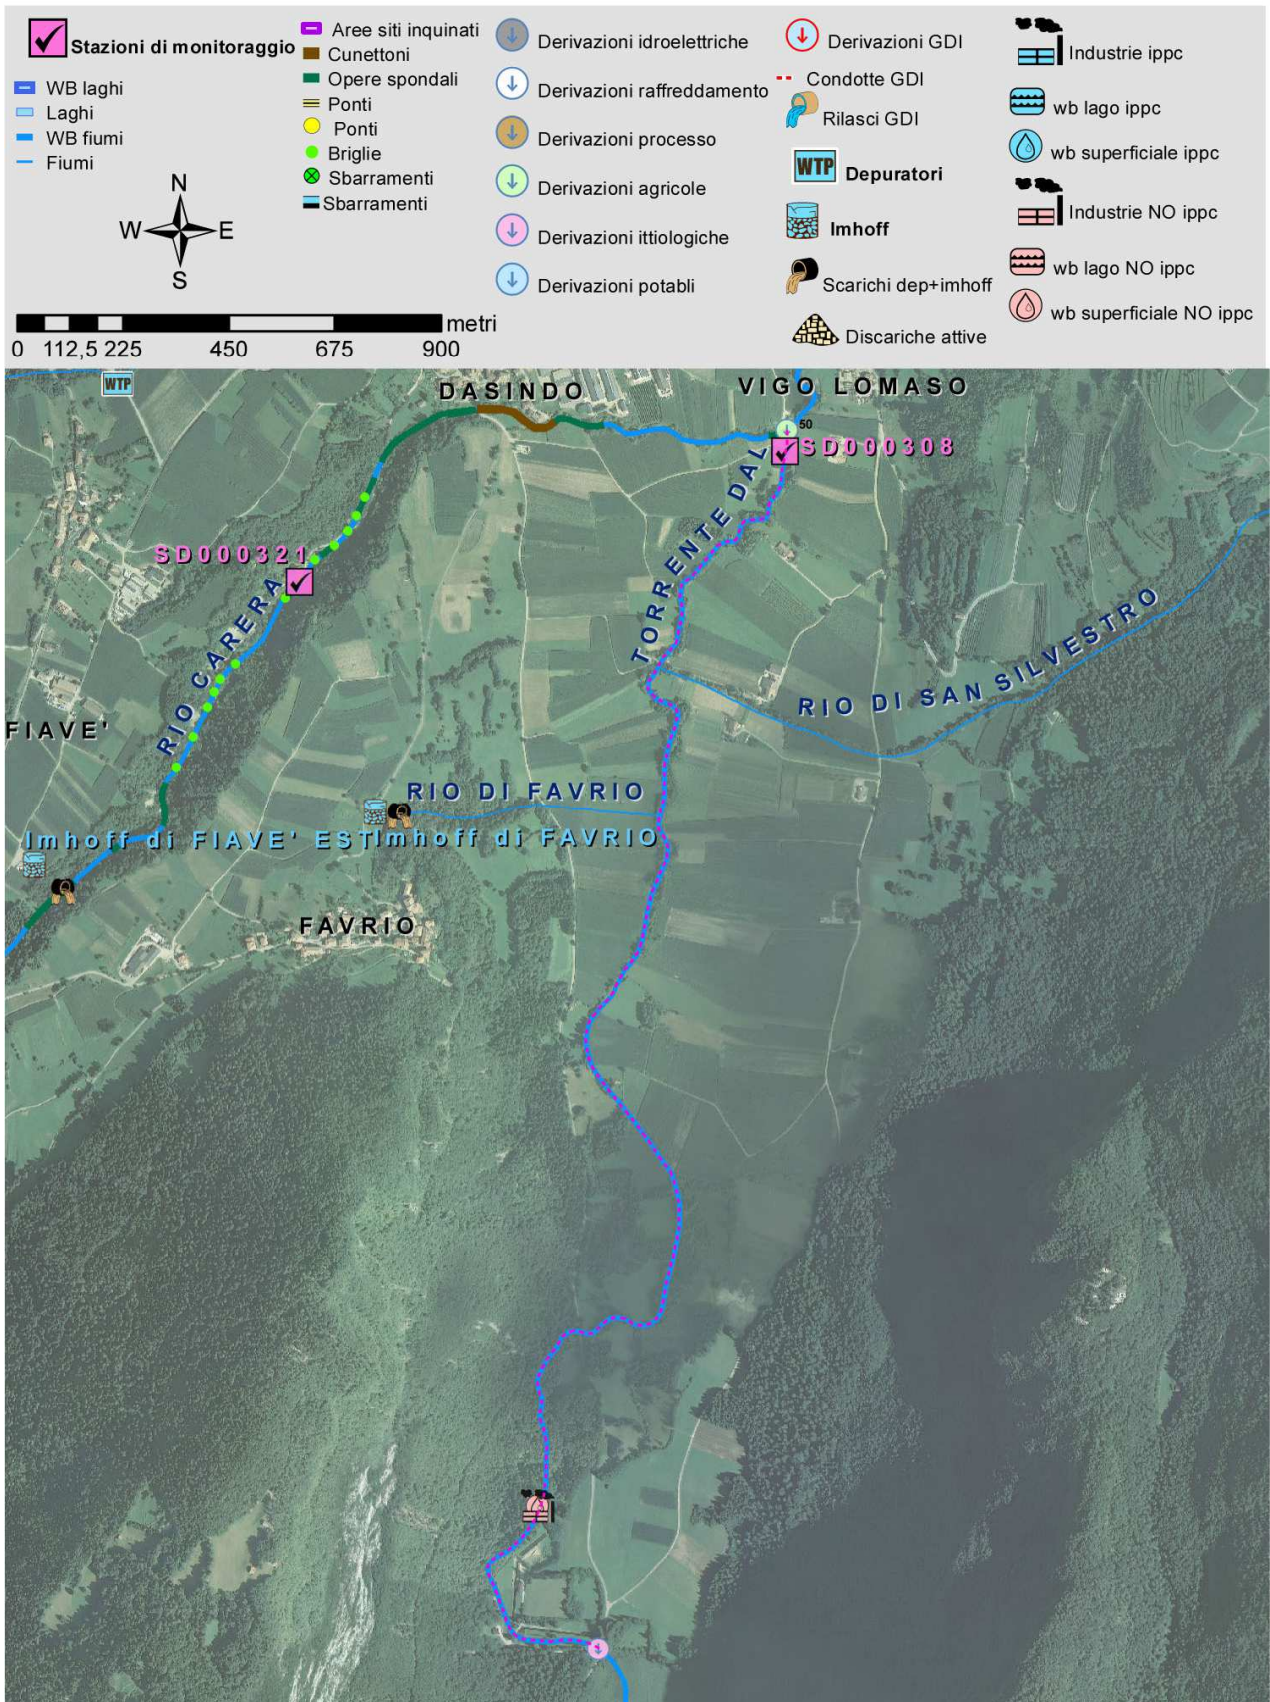 Stazioni di monitoraggio
WB laghi
Laghi
WB fiumi
Fiumi
N
W E
S
metri
0 112,5 225 450 675 900
Aree siti inquinati
Cunettoni
Opere spondali
Ponti
Ponti
Briglie
Sbarramenti
Sbarramenti
Derivazioni idroelettriche
Derivazioni raffreddamento
Derivazioni processo
Derivazioni agricole
Derivazioni ittiologiche
Derivazioni potabli
Derivazioni GDI
Condotte GDI
Rilasci GDI
WTP Depuratori
Imhoff
Scarichi dep+imhoff
Discariche attive
Industrie ippc
wb lago ippc
wb superficiale ippc
Industrie NO ippc
wb lago NO ippc
wb superficiale NO ippc
WTP
DASINDO
VIGO LOMASO
50
SD000308
TORRENTE DAL
SD000321
RIO CARERA
RIO DI SAN SILVESTRO
FIAVE'
RIO DI FAVRIO
Imhoff di FIAVE' EST
Imhoff di FAVRIO
FAVRIO